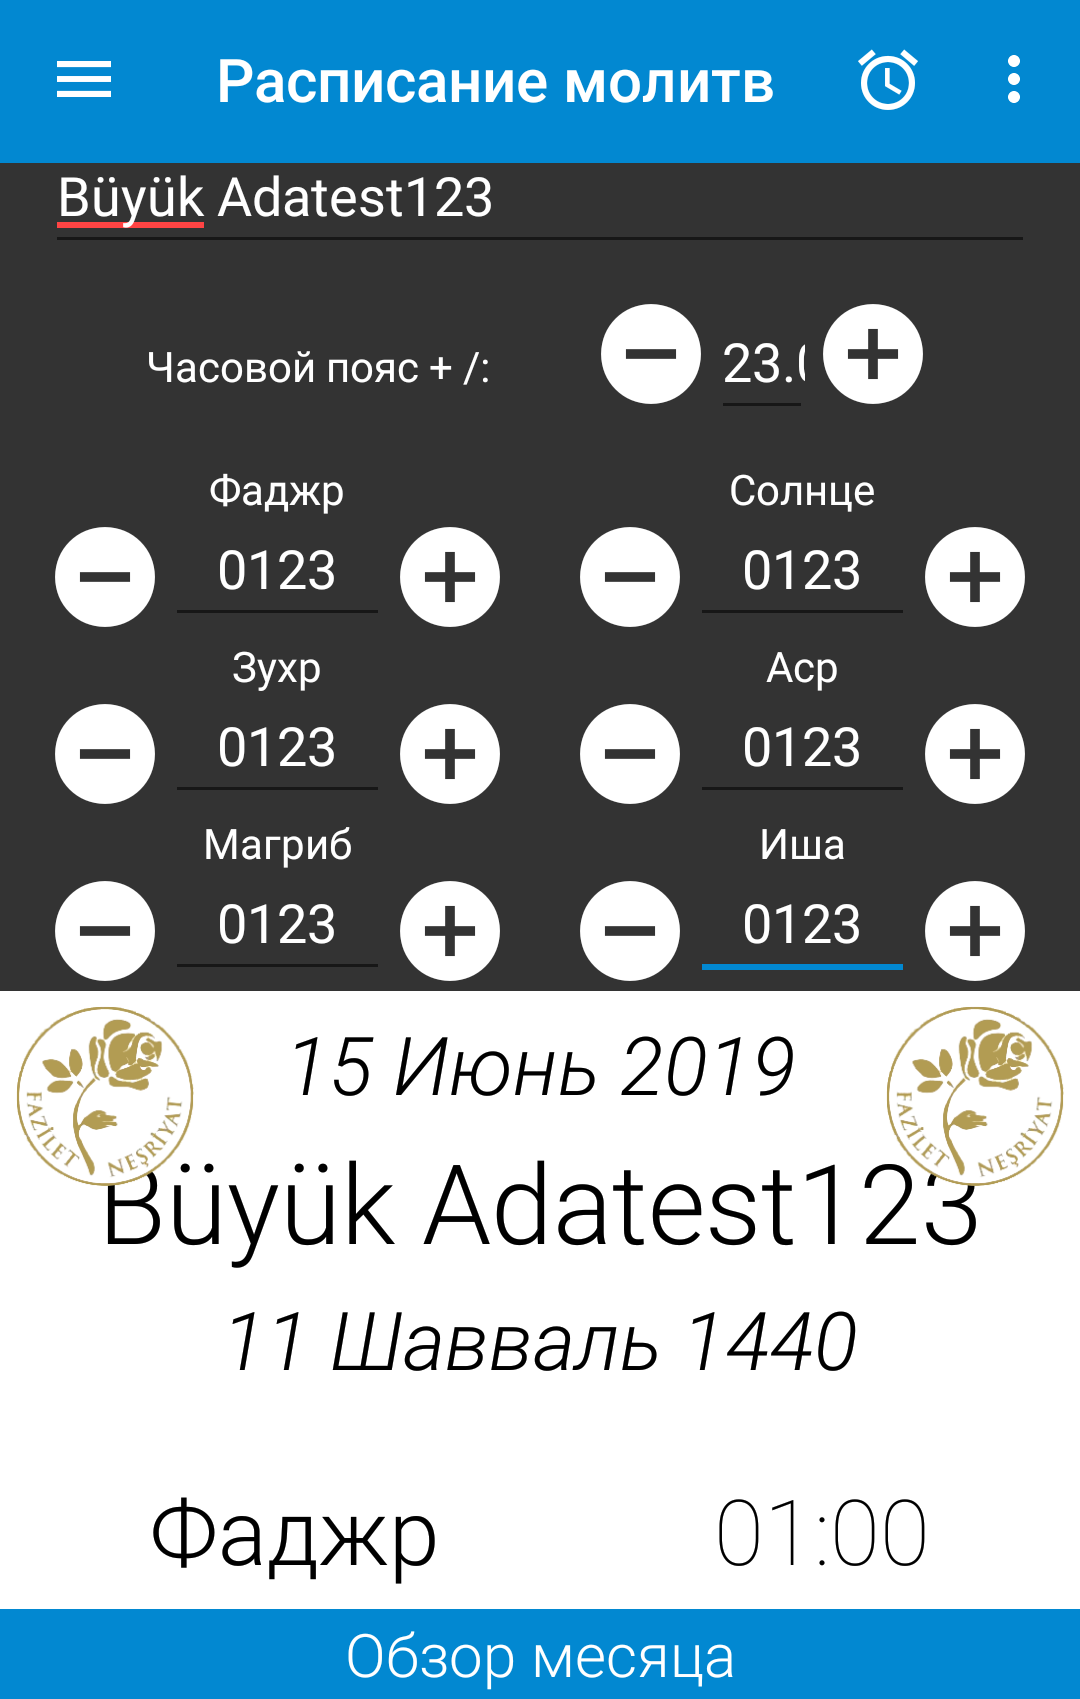 Расписание молитв
Büyük Adatest123
Часовой пояс + /:
23.0
Фаджр
Солнце
0123
0123
Зухр
Аср
0123
0123
Магриб
Иша
0123
0123
15 Июнь 2019
FAZİLET NEŞRİYAT
FAZİLET NEŞRİYAT
Büyük Adatest123
11 Шавваль 1440
Фаджр 01:00
Обзор месяца